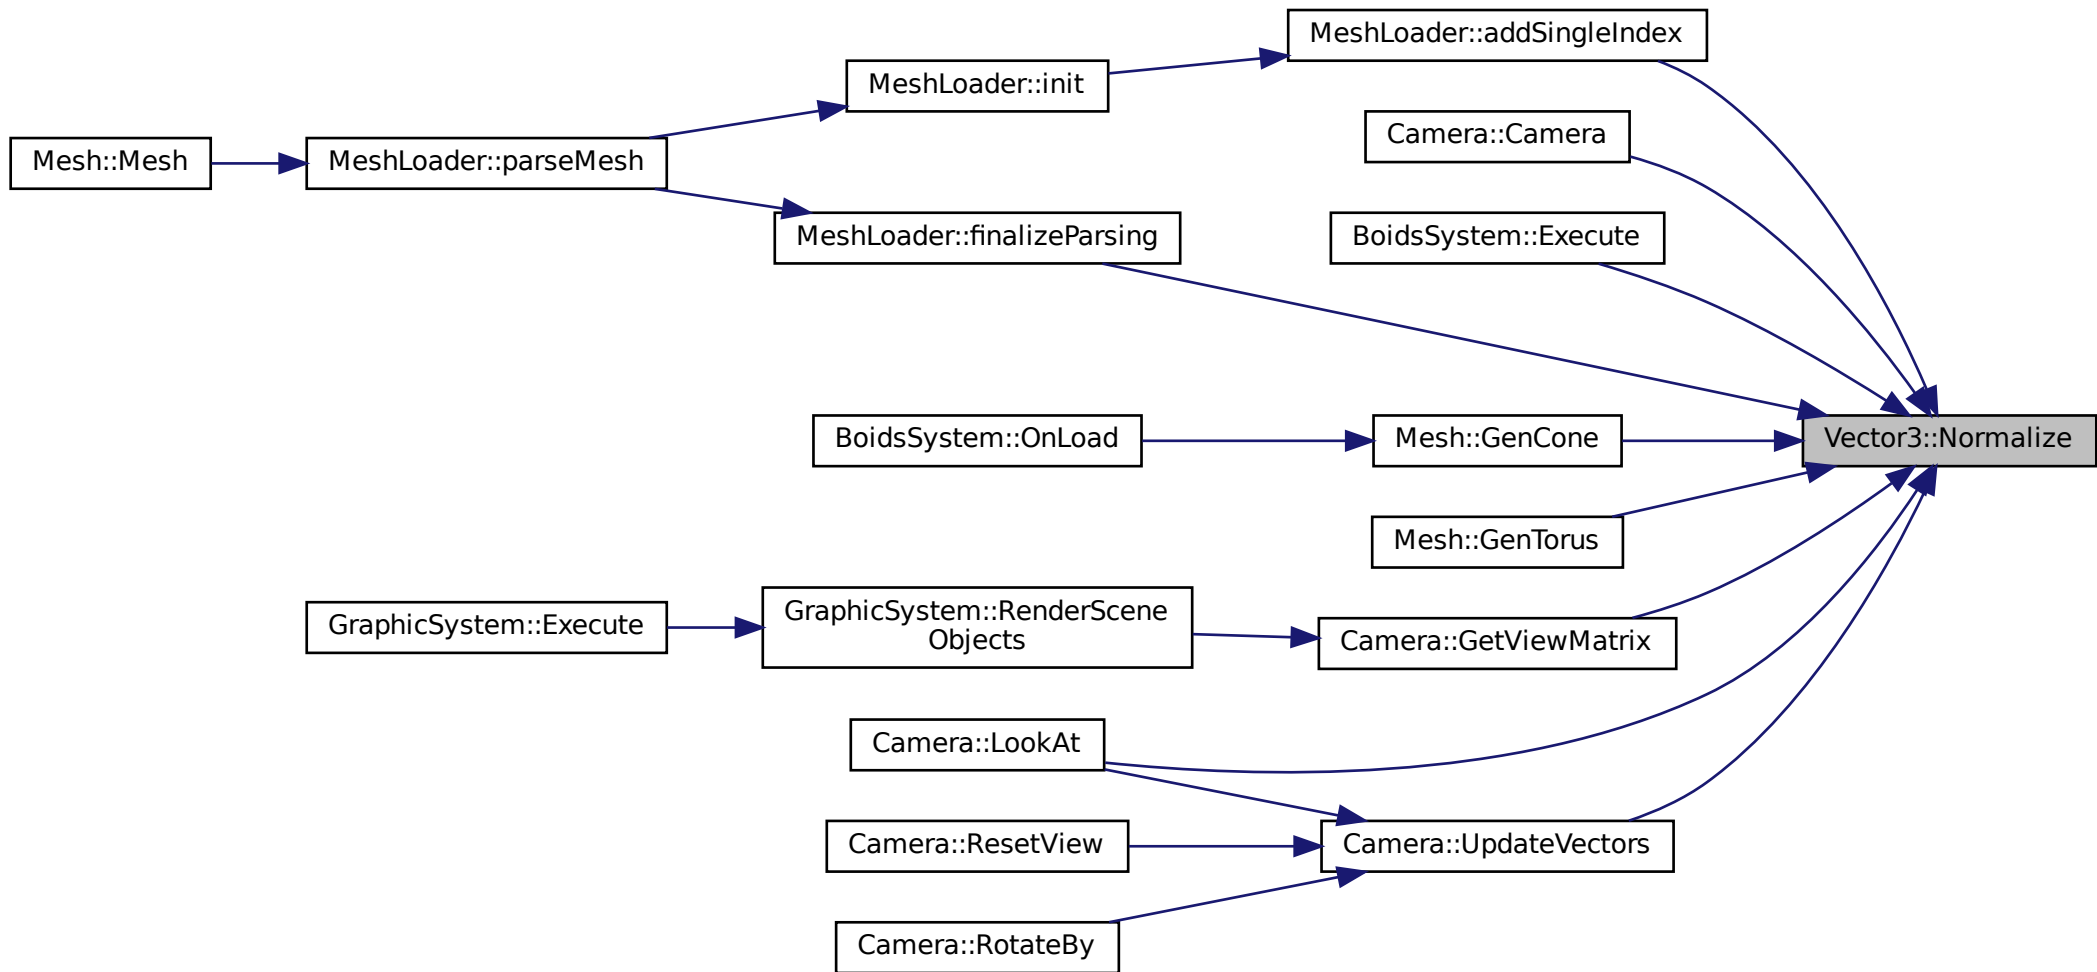 MeshLoader::addSingleIndex
MeshLoader::init
Camera::Camera
Mesh::Mesh
MeshLoader::parseMesh
MeshLoader::finalizeParsing
BoidsSystem::Execute
BoidsSystem::OnLoad
Mesh::GenCone
Vector3::Normalize
Mesh::GenTorus
GraphicSystem::Execute
GraphicSystem::RenderScene
Objects
Camera::GetViewMatrix
Camera::LookAt
Camera::ResetView
Camera::UpdateVectors
Camera::RotateBy